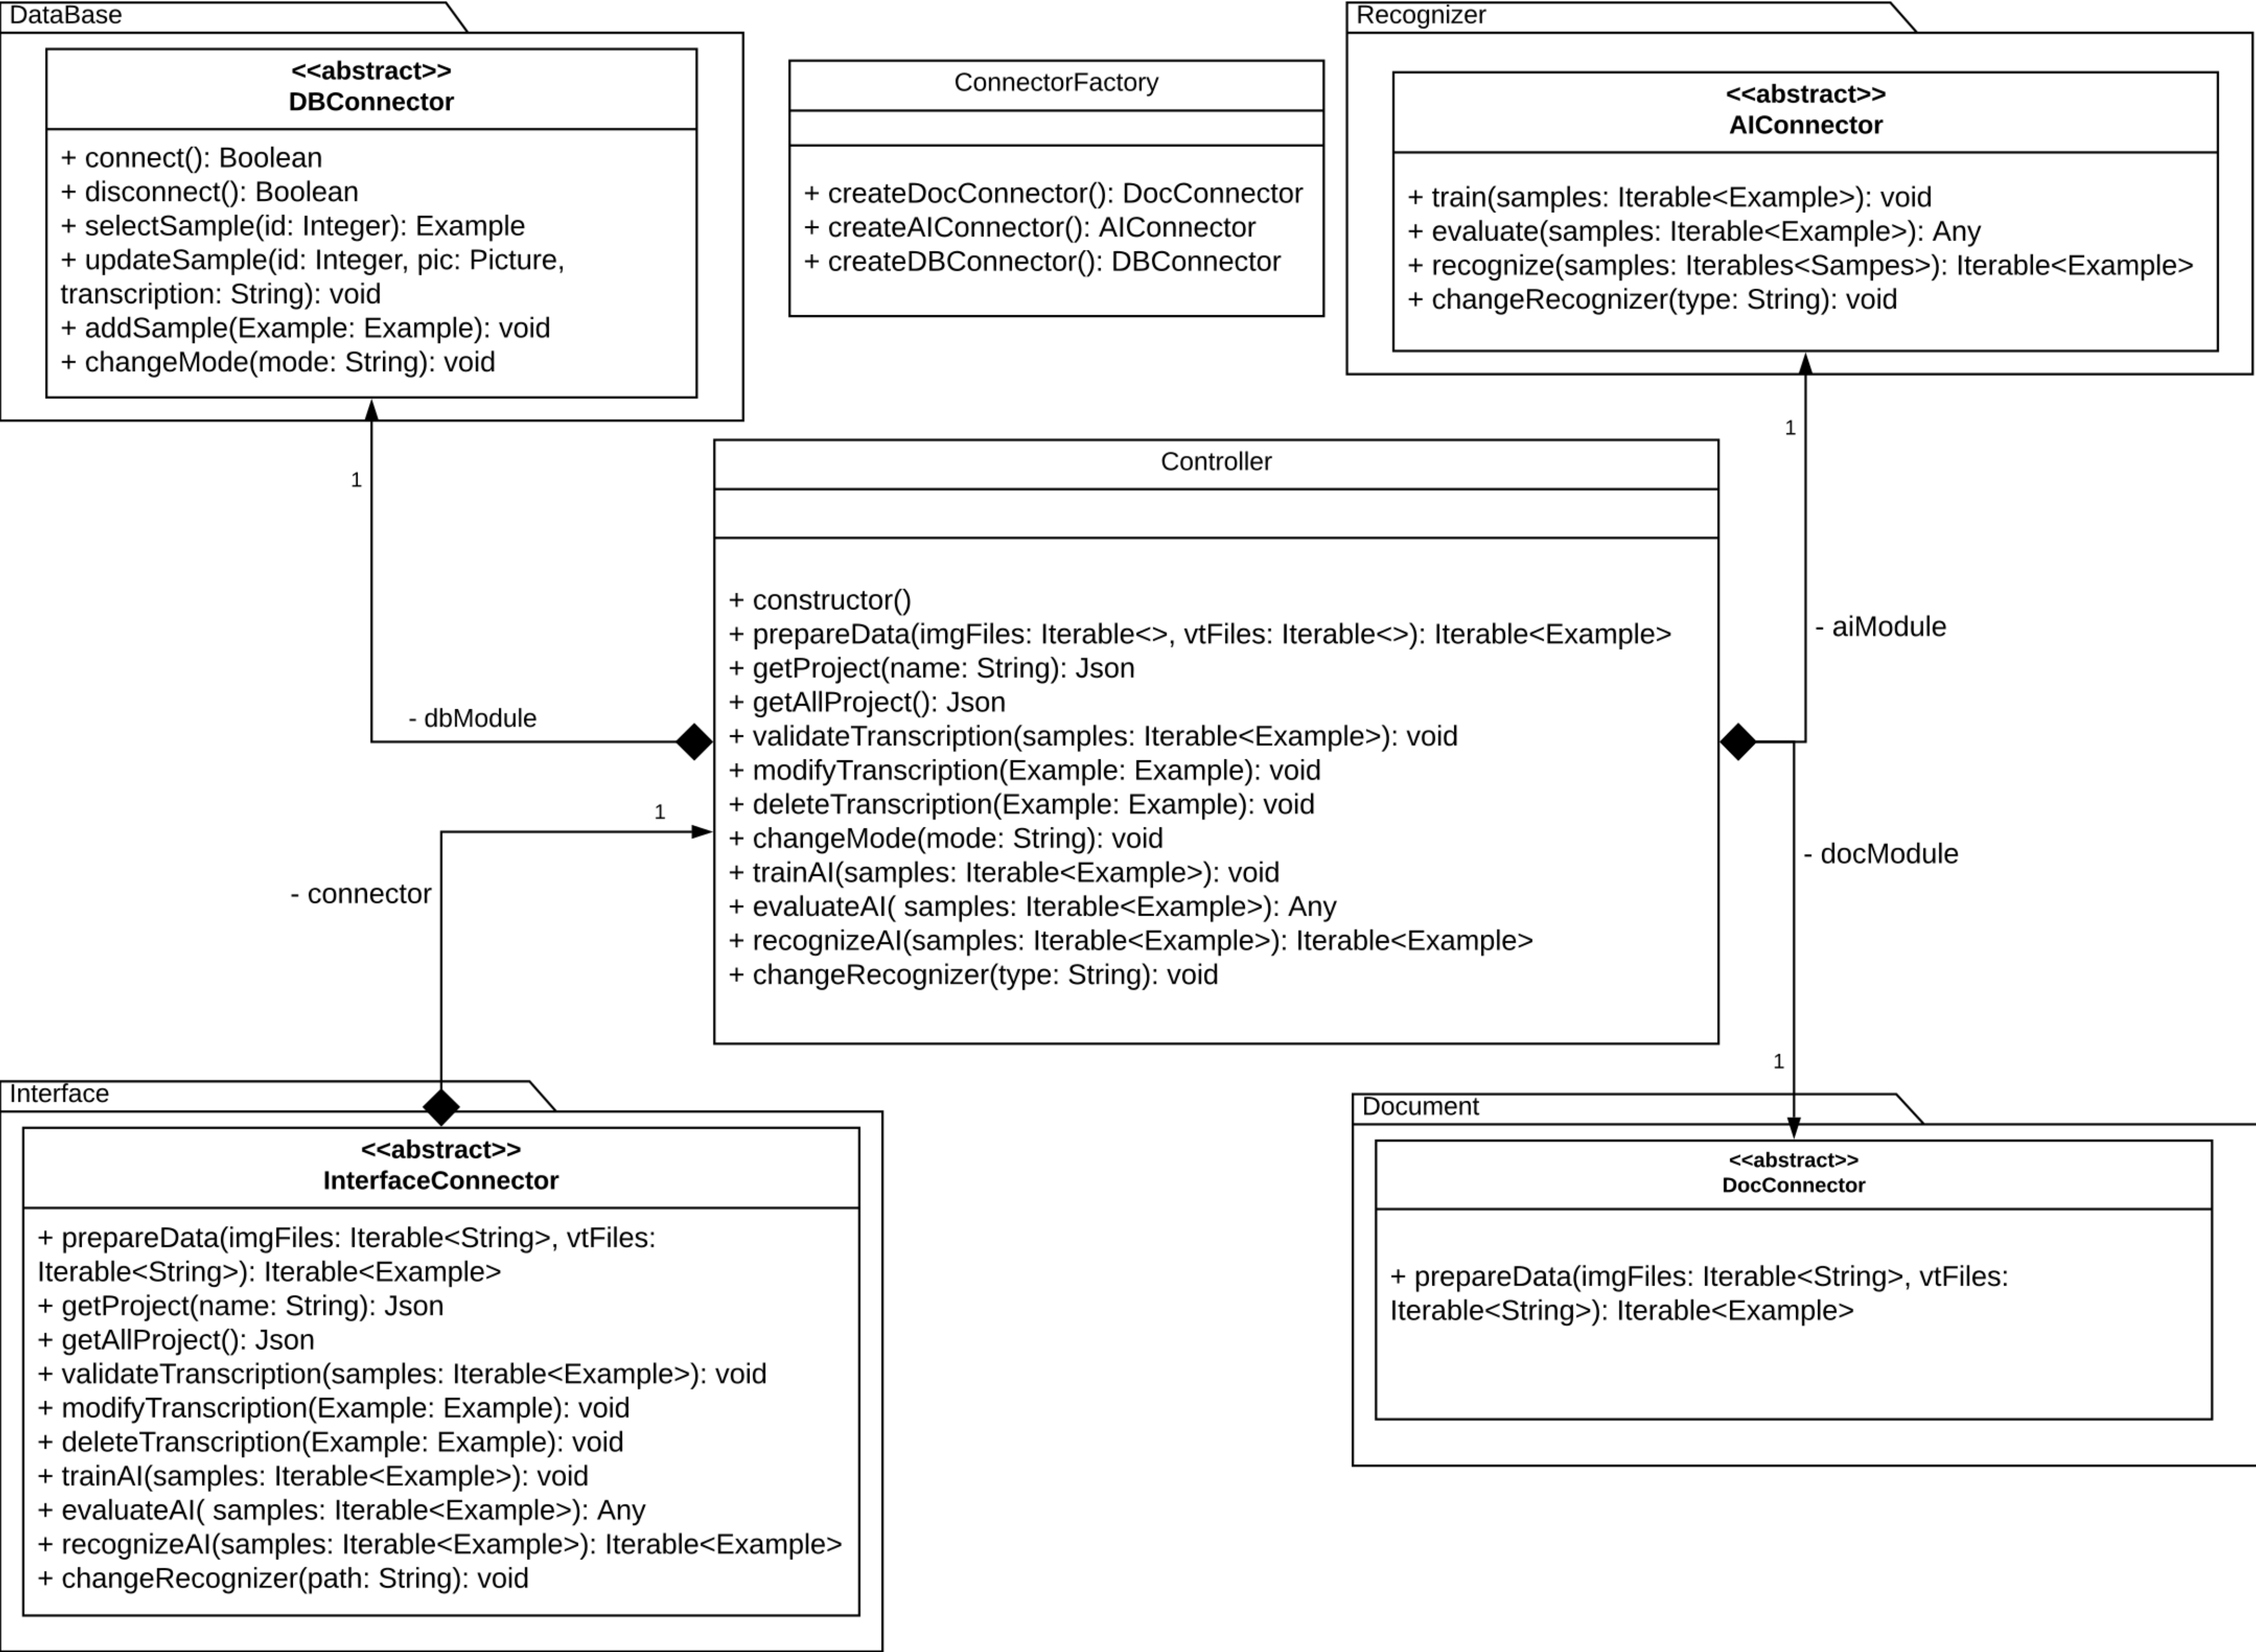 DataBase
<<abstract>>
DBConnector
+ connect(): Boolean
+ disconnect(): Boolean
+ selectSample(id: Integer): Example
+ updateSample(id: Integer, pic: Picture,
transcription: String): void
+ addSample(Example: Example): void
+ changeMode(mode: String): void
ConnectorFactory
+ createDocConnector(): DocConnector
+ createAIConnector(): AIConnector
+ createDBConnector(): DBConnector
Recognizer
<<abstract>>
AIConnector
+ train(samples: Iterable<Example>): void
+ evaluate(samples: Iterable<Example>): Any
+ recognize(samples: Iterables<Sampes>): Iterable<Example>
+ changeRecognizer(type: String): void
1
1
- dbModule
1
- connector
Controller
+ constructor()
+ prepareData(imgFiles: Iterable<>, vtFiles: Iterable<>): Iterable<Example>
+ getProject(name: String): Json
+ getAllProject(): Json
+ validateTranscription(samples: Iterable<Example>): void
+ modifyTranscription(Example: Example): void
+ deleteTranscription(Example: Example): void
+ changeMode(mode: String): void
+ trainAI(samples: Iterable<Example>): void
+ evaluateAI( samples: Iterable<Example>): Any
+ recognizeAI(samples: Iterable<Example>): Iterable<Example>
+ changeRecognizer(type: String): void
- aiModule
- docModule
1
Interface
<<abstract>>
InterfaceConnector
+ prepareData(imgFiles: Iterable<String>, vtFiles:
Iterable<String>): Iterable<Example>
+ getProject(name: String): Json
+ getAllProject(): Json
+ validateTranscription(samples: Iterable<Example>): void
+ modifyTranscription(Example: Example): void
+ deleteTranscription(Example: Example): void
+ trainAI(samples: Iterable<Example>): void
+ evaluateAI( samples: Iterable<Example>): Any
+ recognizeAI(samples: Iterable<Example>): Iterable<Example>
+ changeRecognizer(path: String): void
Document
<<abstract>>
DocConnector
+ prepareData(imgFiles: Iterable<String>, vtFiles:
Iterable<String>): Iterable<Example>